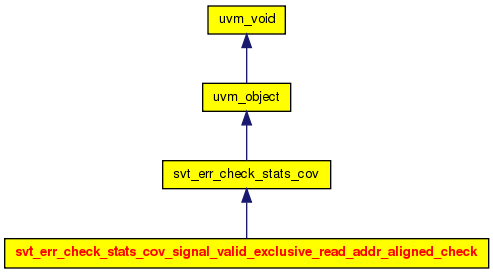 uvm_void
uvm_object
svt_err_check_stats_cov
svt_err_check_stats_cov_signal_valid_exclusive_read_addr_aligned_check